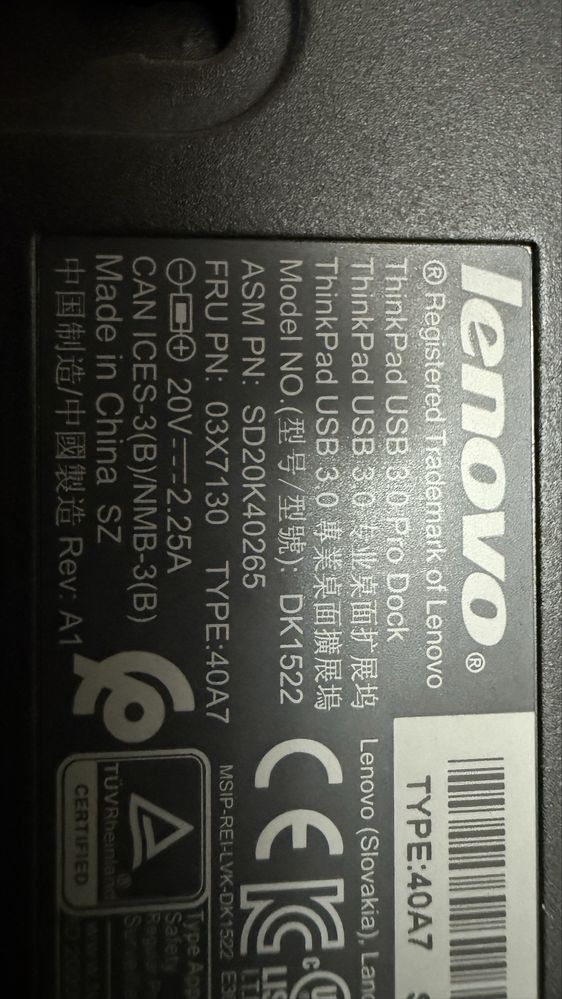 lenovo®
® Registered Trademark of Lenovo
ThinkPad USB 3.0 Pro Dock
ThinkPad USB 3.0 专业桌面扩展坞
ThinkPad USB 3.0 專業桌面擴展塢
Model NO.(型号/型號): DK1522
ASM PN: SD20K40265
FRU PN: 03X7130 TYPE:40A7
20V⎓2.25A
CAN ICES-3(B)/NMB-3(B)
Made in China SZ
中国制造/中國製造 Rev: A1
TYPE:40A7 S
Lenovo (Slovakia),
CE
MSIP-REI-LVK-DK1522
TÜVRheinland®
CERTIFIED
Type
Safety